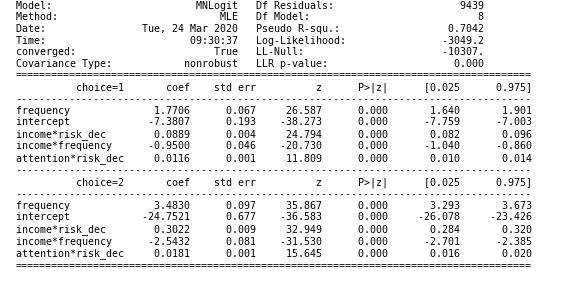 Model: MNLogit Df Residuals: 9439
Method: MLE Df Model: 8
Date: Tue, 24 Mar 2020 Pseudo R-squ.: 0.7042
Time: 09:30:37 Log-Likelihood: -3049.2
converged: True LL-Null: -10307.
Covariance Type: nonrobust LLR p-value: 0.000
==============================================================================
choice=1 coef std err z P>|z| [0.025 0.975]
------------------------------------------------------------------------------
frequency 1.7706 0.067 26.587 0.000 1.640 1.901
intercept -7.3807 0.193 -38.273 0.000 -7.759 -7.003
income*risk_dec 0.0889 0.004 24.794 0.000 0.082 0.096
income*frequency -0.9500 0.046 -20.730 0.000 -1.040 -0.860
attention*risk_dec 0.0116 0.001 11.809 0.000 0.010 0.014
------------------------------------------------------------------------------
choice=2 coef std err z P>|z| [0.025 0.975]
------------------------------------------------------------------------------
frequency 3.4830 0.097 35.867 0.000 3.293 3.673
intercept -24.7521 0.677 -36.583 0.000 -26.078 -23.426
income*risk_dec 0.3022 0.009 32.949 0.000 0.284 0.320
income*frequency -2.5432 0.081 -31.530 0.000 -2.701 -2.385
attention*risk_dec 0.0181 0.001 15.645 0.000 0.016 0.020
==============================================================================